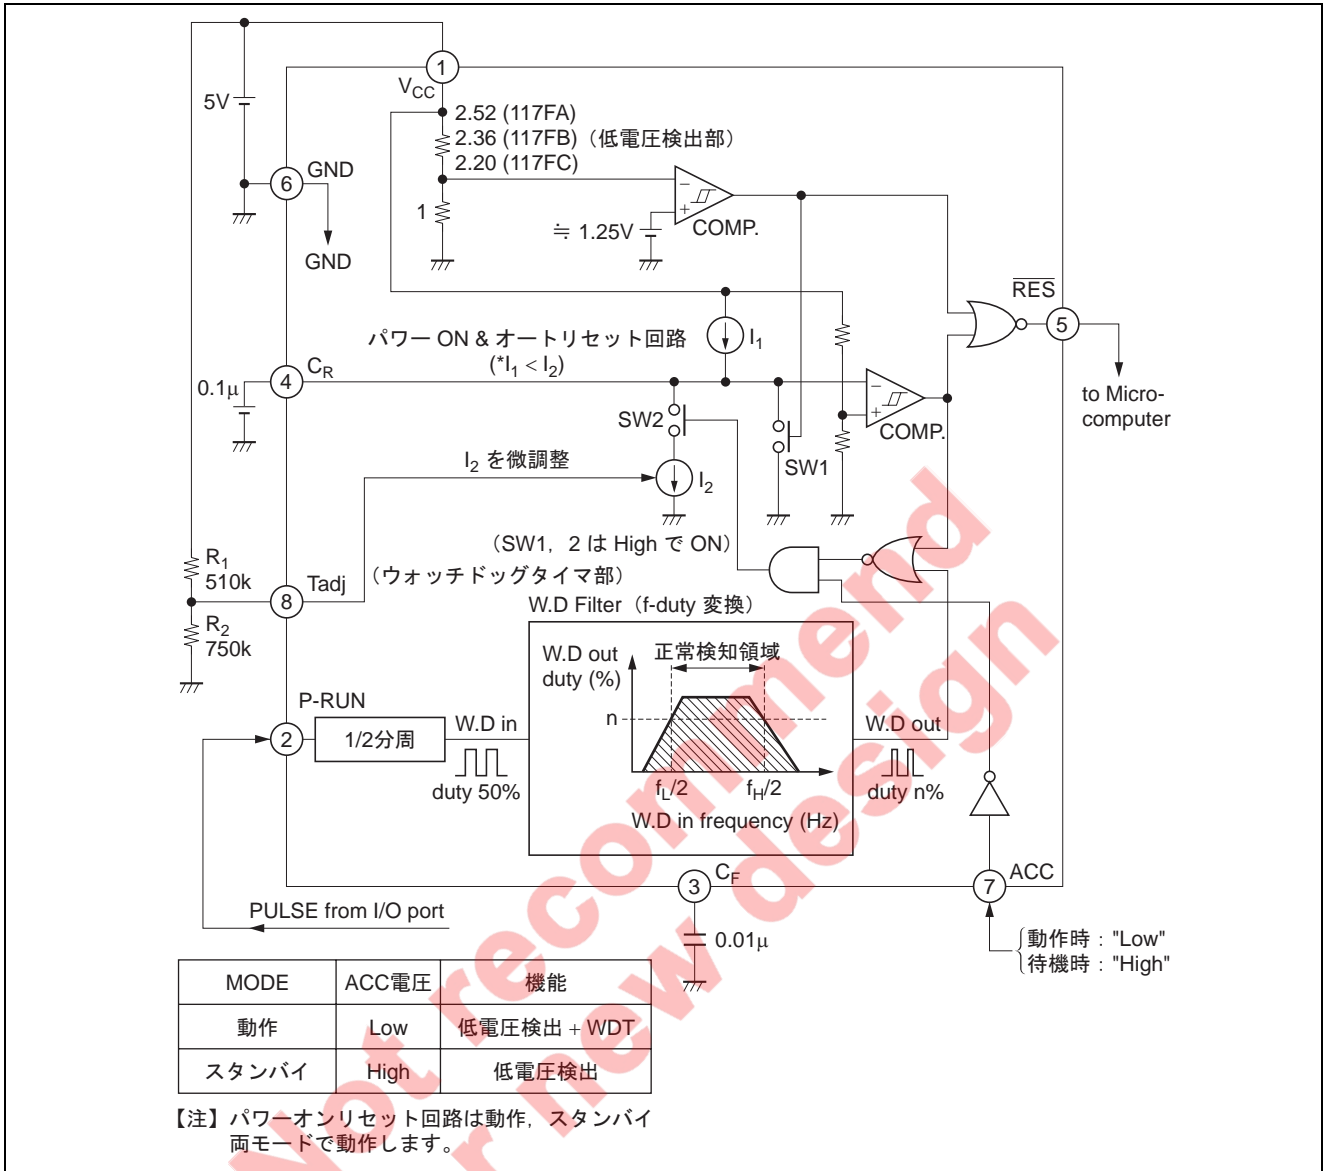 1
V_CC
5V
2.52 (117FA)
2.36 (117FB)（低電圧検出部）
2.20 (117FC)
6
GND
GND
1
−
+
COMP.
≒ 1.25V
RES
5
to Micro-
computer
パワー ON & オートリセット回路
(*I₁ < I₂)
I₁
4
C_R
0.1μ
SW2
SW1
−
+
COMP.
I₂ を微調整
I₂
（SW1，2 は High で ON）
R₁
510k
R₂
750k
8
Tadj
（ウォッチドッグタイマ部）
W.D Filter（f-duty 変換）
W.D out
duty (%)
正常検知領域
n
f_L/2
f_H/2
W.D in frequency (Hz)
P-RUN
2
1/2分周
W.D in
duty 50%
W.D out
duty n%
3
C_F
0.01μ
7
ACC
動作時："Low"
待機時："High"
PULSE from I/O port
MODE ACC電圧 機能
動作 Low 低電圧検出 + WDT
スタンバイ High 低電圧検出
【注】パワーオンリセット回路は動作，スタンバイ
両モードで動作します。
Not recommend
for new design